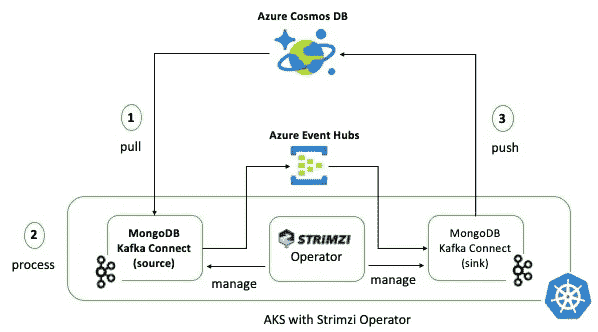 Azure Cosmos DB
1
pull
3
push
Azure Event Hubs
2
process
MongoDB
Kafka Connect
(source)
STRIMZI
Operator
MongoDB
Kafka Connect
(sink)
manage
manage
AKS with Strimzi Operator